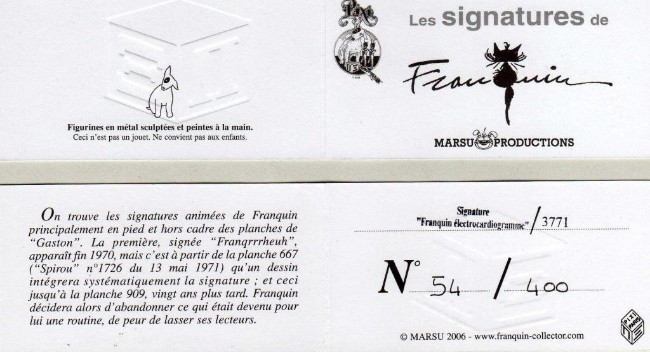 Pixi
Les signatures de
Franquin
Figurines en métal sculptées et peintes à la main.
Ceci n'est pas un jouet. Ne convient pas aux enfants.
MARSU PRODUCTIONS
On trouve les signatures animées de Franquin
principalement en pied et hors cadre des planches de
"Gaston". La première, signée "Franqrrrheuh",
apparaît fin 1970, mais c'est à partir de la planche 667
("Spirou" n°1726 du 13 mai 1971) qu'un dessin
intégrera systématiquement la signature ; et ceci
jusqu'à la planche 909, vingt ans plus tard. Franquin
décidera alors d'abandonner ce qui était devenu pour
lui une routine, de peur de lasser ses lecteurs.
Signature
"Franquin électrocardiogramme" / 3771
N° 54 / 400
© MARSU 2006 - www.franquin-collector.com